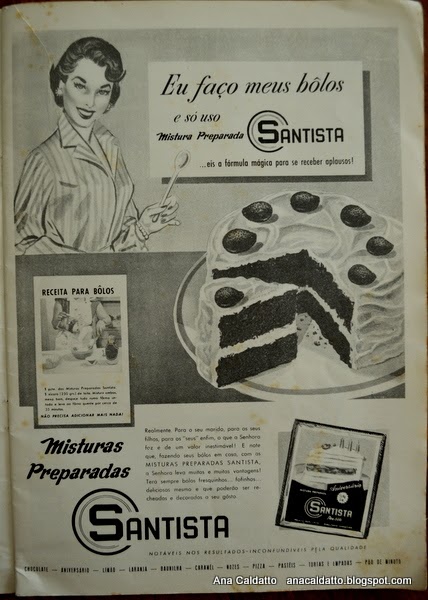 Eu faço meus bôlos
e só uso
Mistura Preparada SANTISTA
...eis a fórmula mágica para se receber aplausos!
RECEITA PARA BÔLOS
NÃO PRECISA ADICIONAR MAIS NADA!
Misturas
Preparadas
SANTISTA
Realmente. Para o seu marido, para os seus
filhos, para os "seus" enfim, o que a Senhora
faz é de um valor inestimável! E note
que, fazendo seus bôlos em casa, com as
MISTURAS PREPARADAS SANTISTA,
a Senhora leva muitas e muitas vantagens!
Terá sempre bôlos fresquinhos... fofinhos...
deliciosos mesmo e que poderão ser re-
cheados e decorados a seu gôsto.
Aniversário
SANTISTA
NOTÁVEIS NOS RESULTADOS - INCONFUNDÍVEIS PELA QUALIDADE
CHOCOLATE — ANIVERSÁRIO — LIMÃO — LARANJA — BAUNILHA — CARAMÉL — NOZES — PIZZA — PASTÉIS — TORTAS E EMPADAS — PÃO DE MINUTO
Ana Caldatto anacaldatto.blogspot.com